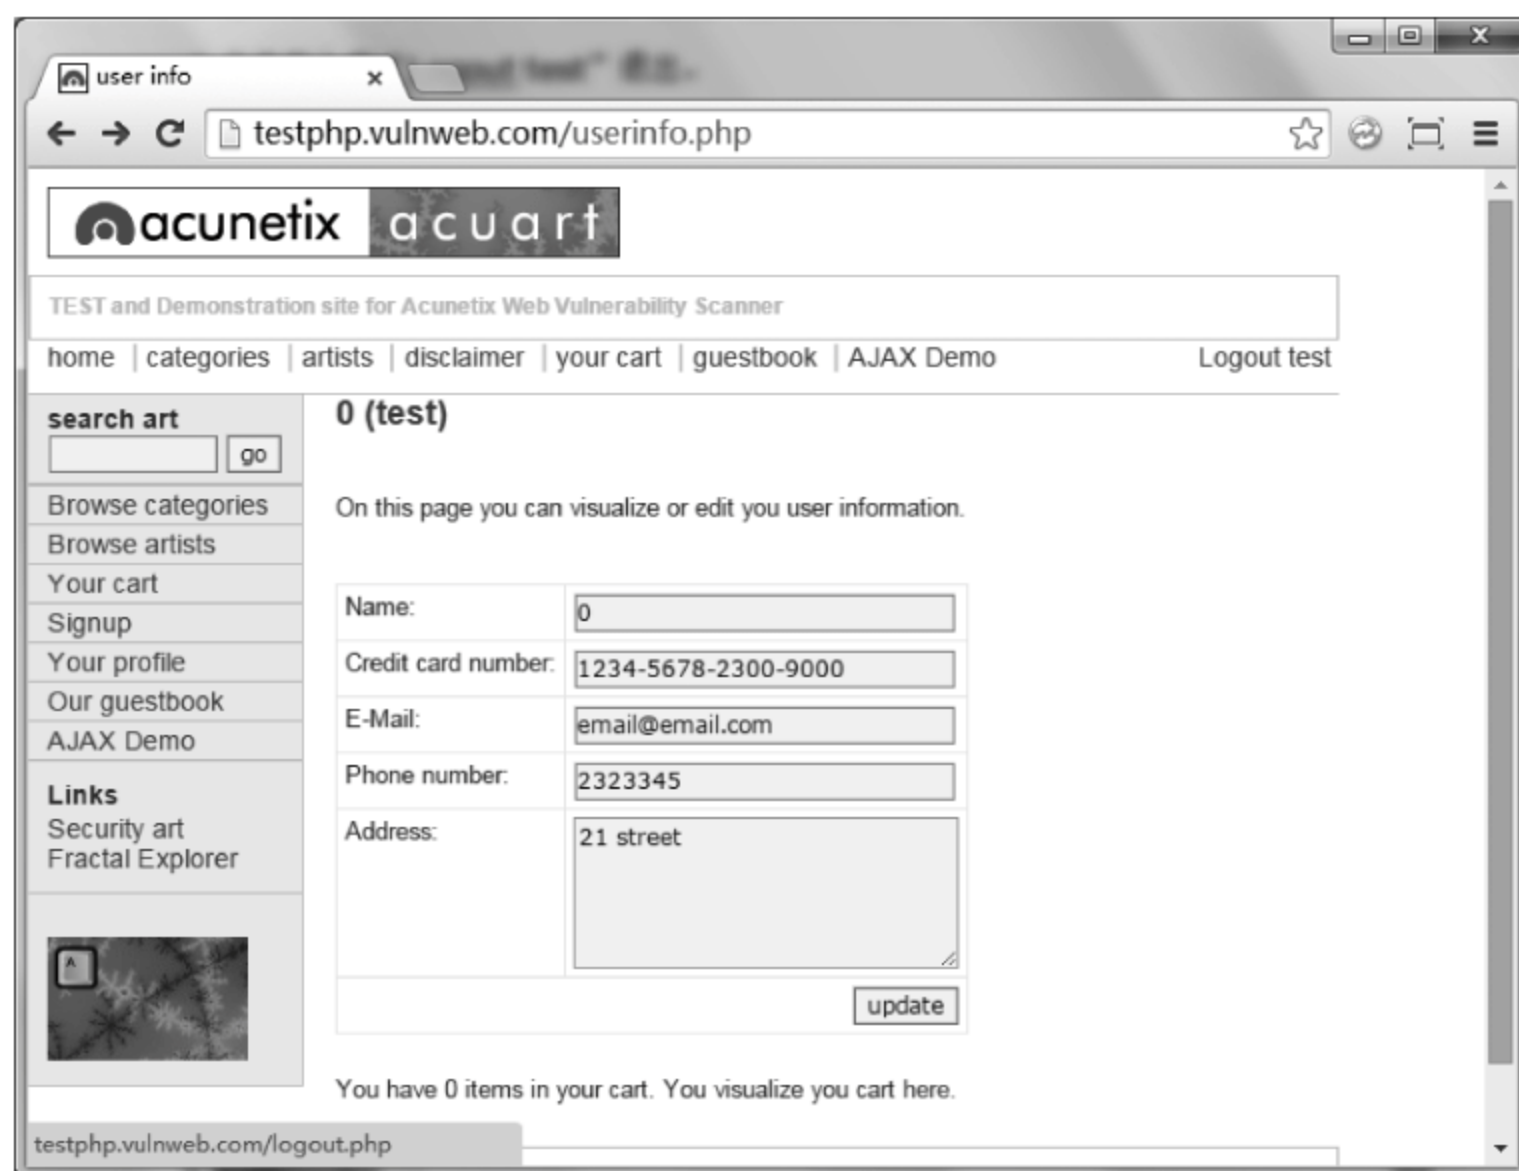 user info
testphp.vulnweb.com/userinfo.php
acunetix acuart
TEST and Demonstration site for Acunetix Web Vulnerability Scanner
home | categories | artists | disclaimer | your cart | guestbook | AJAX Demo Logout test
search art
go
Browse categories
Browse artists
Your cart
Signup
Your profile
Our guestbook
AJAX Demo
Links
Security art
Fractal Explorer
A
0 (test)
On this page you can visualize or edit you user information.
Name: 0
Credit card number: 1234-5678-2300-9000
E-Mail: email@email.com
Phone number: 2323345
Address: 21 street
update
You have 0 items in your cart. You visualize you cart here.
testphp.vulnweb.com/logout.php